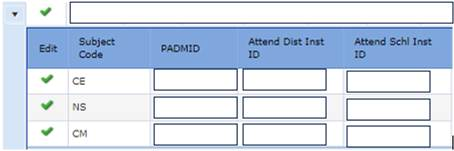 Edit Subject Code PADMID Attend Dist Inst ID Attend Schl Inst ID
CE
NS
CM